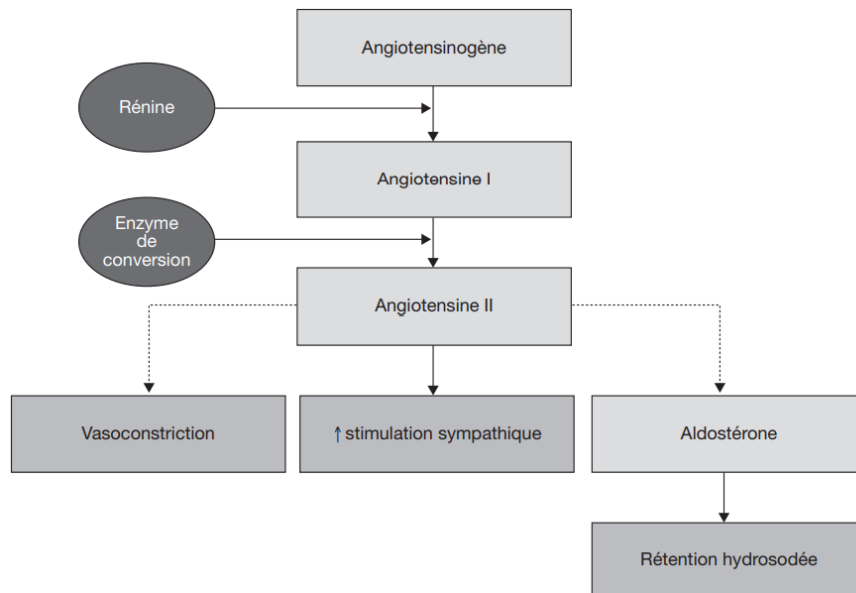 Angiotensinogène
Rénine
Angiotensine I
Enzyme
de
conversion
Angiotensine II
Vasoconstriction
↑ stimulation sympathique
Aldostérone
Rétention hydrosodée